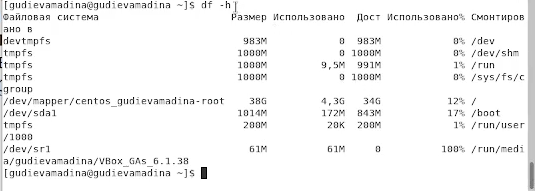 [gudievamadina@gudievamadina ~]$ df -h
Файловая система Размер Использовано Дост Использовано% Смонтиров
ано в
devtmpfs 983M 0 983M 0% /dev
tmpfs 1000M 0 1000M 0% /dev/shm
tmpfs 1000M 9,5M 991M 1% /run
tmpfs 1000M 0 1000M 0% /sys/fs/c
group
/dev/mapper/centos_gudievamadina-root 38G 4,3G 34G 12% /
/dev/sda1 1014M 172M 843M 17% /boot
tmpfs 200M 20K 200M 1% /run/user
/1000
/dev/sr1 61M 61M 0 100% /run/medi
a/gudievamadina/VBox_GAs_6.1.38
[gudievamadina@gudievamadina ~]$